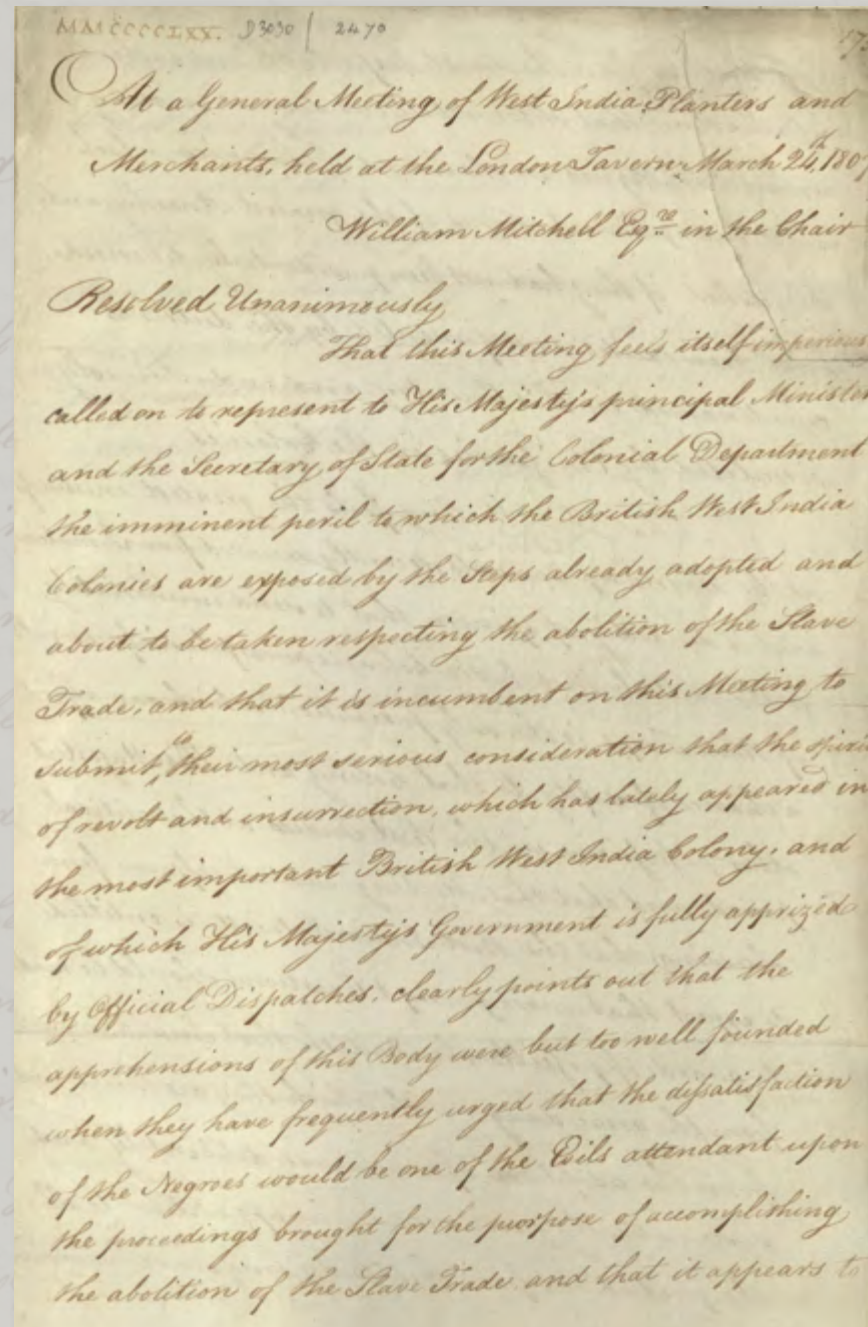 MMCCCCLXX. D3030 / 2470
At a General Meeting of West India Planters and
Merchants, held at the London Tavern March 24th, 180
William Mitchell Esqre in the Chair
Resolved Unanimously
That this Meeting feels itself imperious
called on to represent to His Majesty's principal Minister
and the Secretary of State for the Colonial Department
the imminent peril to which the British West India
Colonies are exposed by the Steps already adopted and
about to be taken respecting the abolition of the Slave
Trade, and that it is incumbent on this Meeting to
submit to their most serious consideration that the spirit
of revolt and insurrection, which has lately appeared in
the most important British West India Colony, and
of which His Majesty's Government is fully apprized
by Official Dispatches, clearly points out that the
apprehensions of this Body were but too well founded
when they have frequently urged that the dissatisfaction
of the Negroes would be one of the Evils attendant upon
the proceedings brought for the purpose of accomplishing
the abolition of the Slave Trade and that it appears to